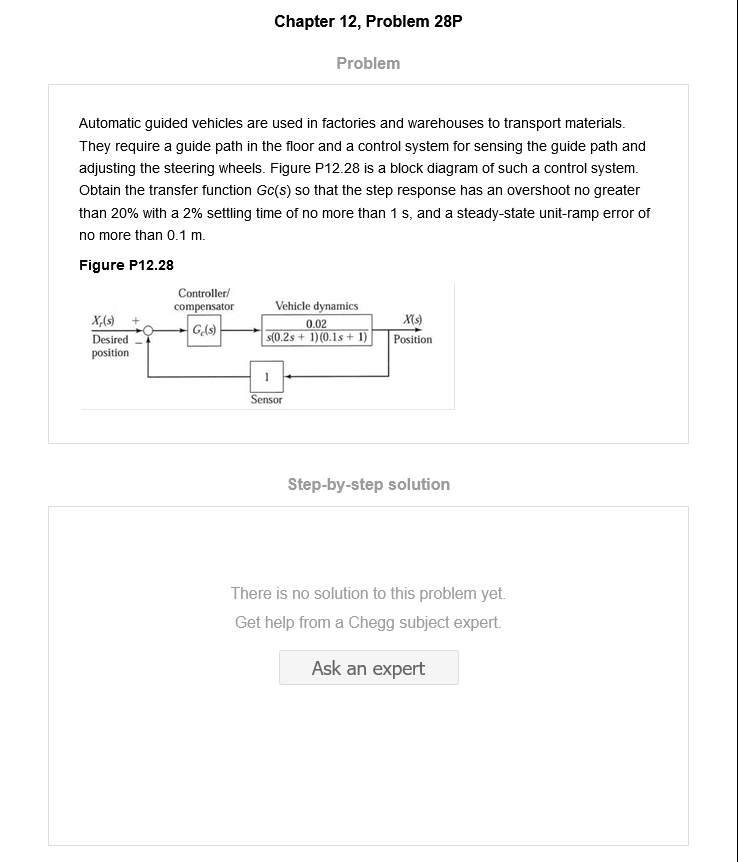 Chapter 12, Problem 28P
Problem
Automatic guided vehicles are used in factories and warehouses to transport materials.
They require a guide path in the floor and a control system for sensing the guide path and
adjusting the steering wheels. Figure P12.28 is a block diagram of such a control system.
Obtain the transfer function Gc(s) so that the step response has an overshoot no greater
than 20% with a 2% settling time of no more than 1 s, and a steady-state unit-ramp error of
no more than 0.1 m.
Figure P12.28
Controller/
compensator
Vehicle dynamics
Xᵣ(s) +
Desired −
position
G꜀(s)
0.02
s(0.2s + 1)(0.1s + 1)
X(s)
Position
1
Sensor
Step-by-step solution
There is no solution to this problem yet.
Get help from a Chegg subject expert.
Ask an expert